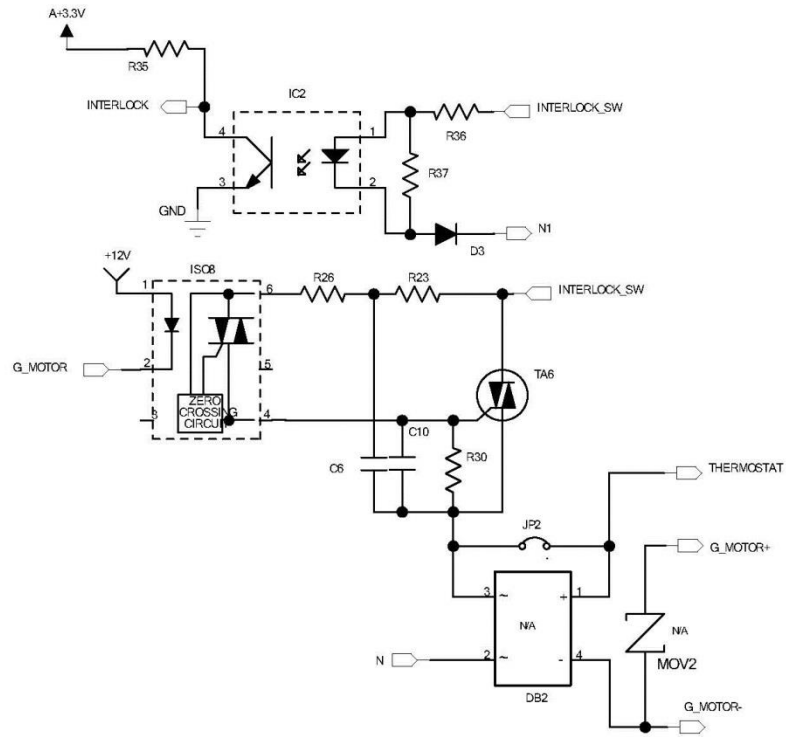 A+3.3V
R35
INTERLOCK
IC2
INTERLOCK_SW
4
1
R36
R37
3
2
GND
D3
N1
+12V
ISO8
1
6
R26
R23
INTERLOCK_SW
G_MOTOR
2
5
TA6
3
ZERO
CROSSING
CIRCUIT
4
C10
C6
R30
THERMOSTAT
JP2
G_MOTOR+
3 ~ + 1
N/A
N/A
MOV2
N
2 ~ - 4
DB2
G_MOTOR-